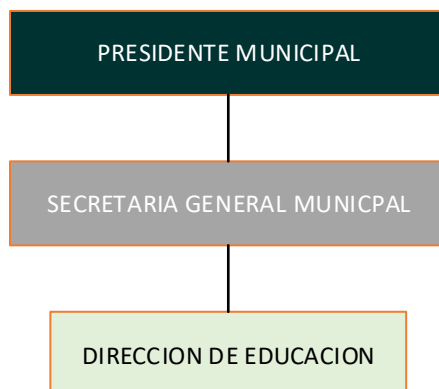 PRESIDENTE MUNICIPAL
SECRETARIA GENERAL MUNICPAL
DIRECCION DE EDUCACION